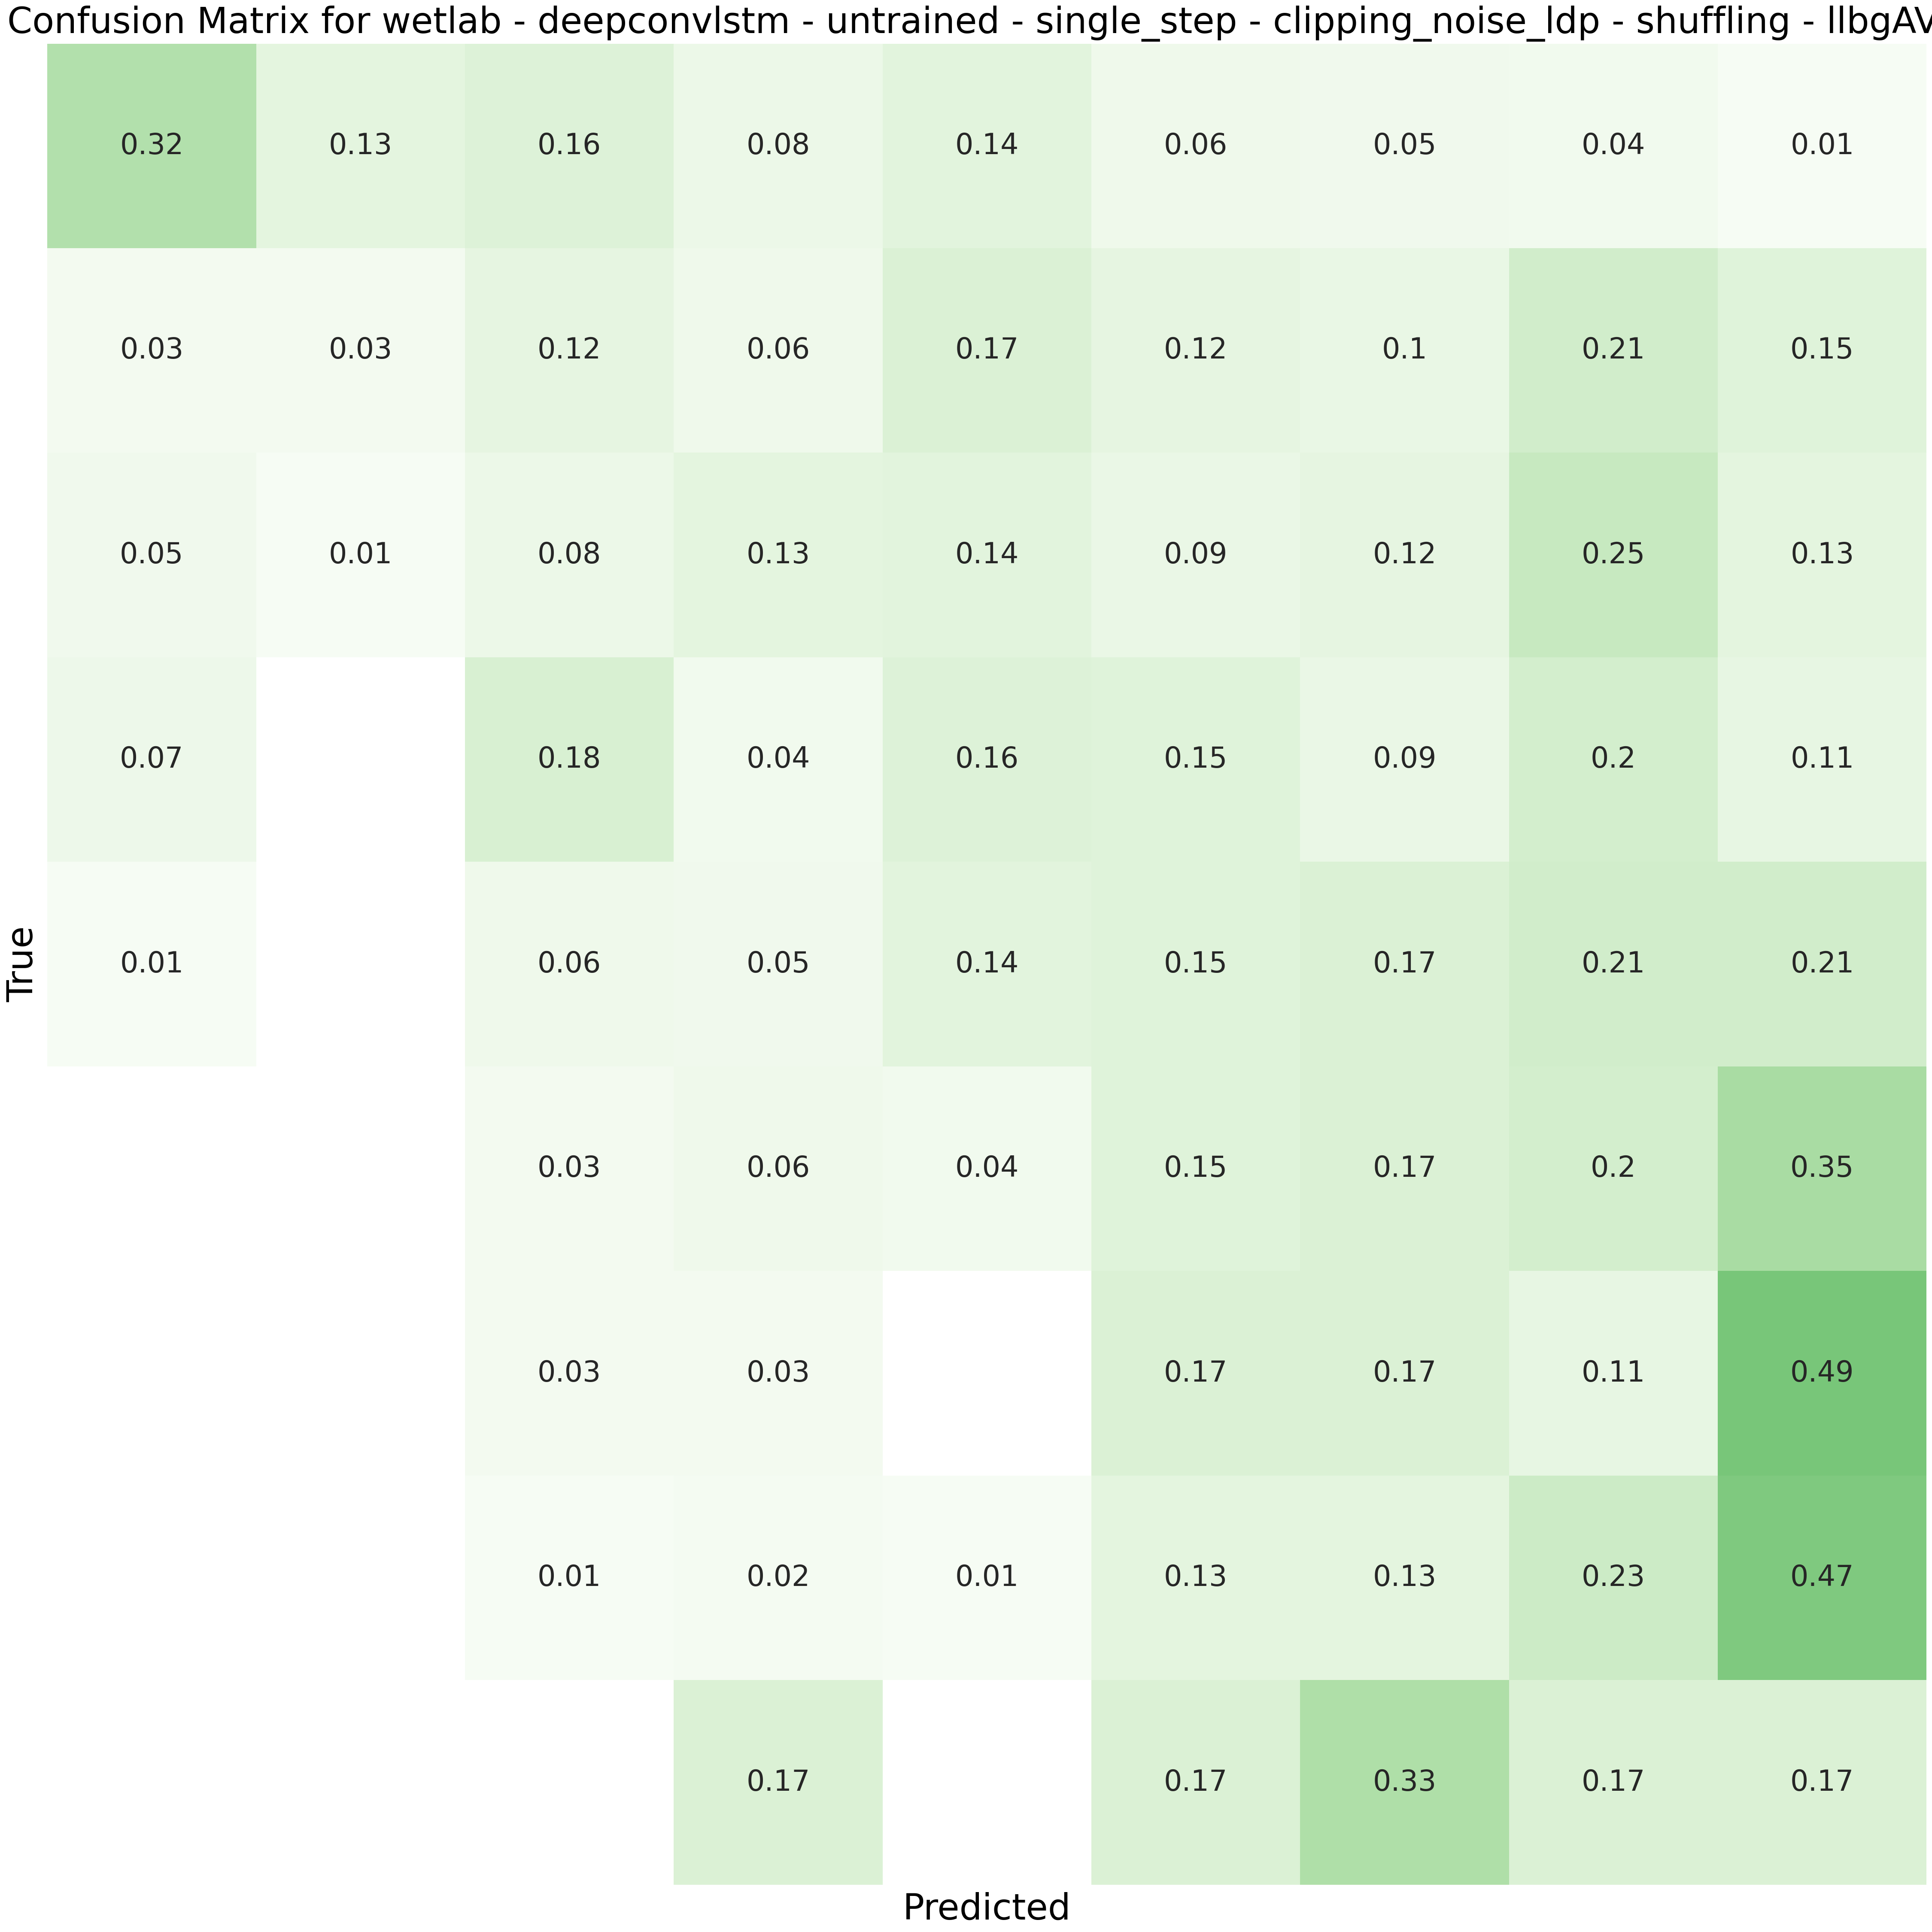 Confusion Matrix for wetlab - deepconvlstm - untrained - single_step - clipping_noise_ldp - shuffling - llbgAV
0.32 0.13 0.16 0.08 0.14 0.06 0.05 0.04 0.01
0.03 0.03 0.12 0.06 0.17 0.12 0.1 0.21 0.15
0.05 0.01 0.08 0.13 0.14 0.09 0.12 0.25 0.13
0.07 0.18 0.04 0.16 0.15 0.09 0.2 0.11
0.01 0.06 0.05 0.14 0.15 0.17 0.21 0.21
0.03 0.06 0.04 0.15 0.17 0.2 0.35
0.03 0.03 0.17 0.17 0.11 0.49
0.01 0.02 0.01 0.13 0.13 0.23 0.47
0.17 0.17 0.33 0.17 0.17
True
Predicted